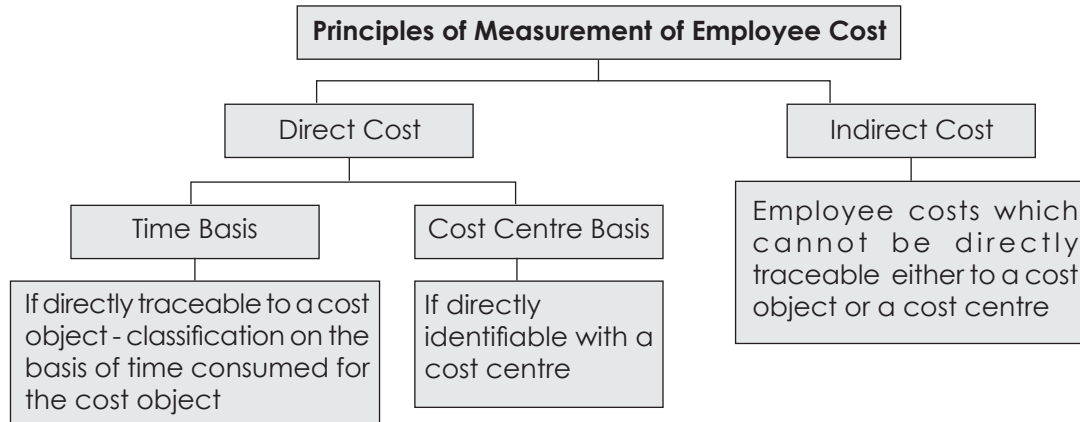 Principles of Measurement of Employee Cost
Direct Cost
Indirect Cost
Time Basis
Cost Centre Basis
If directly traceable to a cost
object - classification on the
basis of time consumed for
the cost object
If directly
identifiable with a
cost centre
Employee costs which
cannot be directly
traceable either to a cost
object or a cost centre